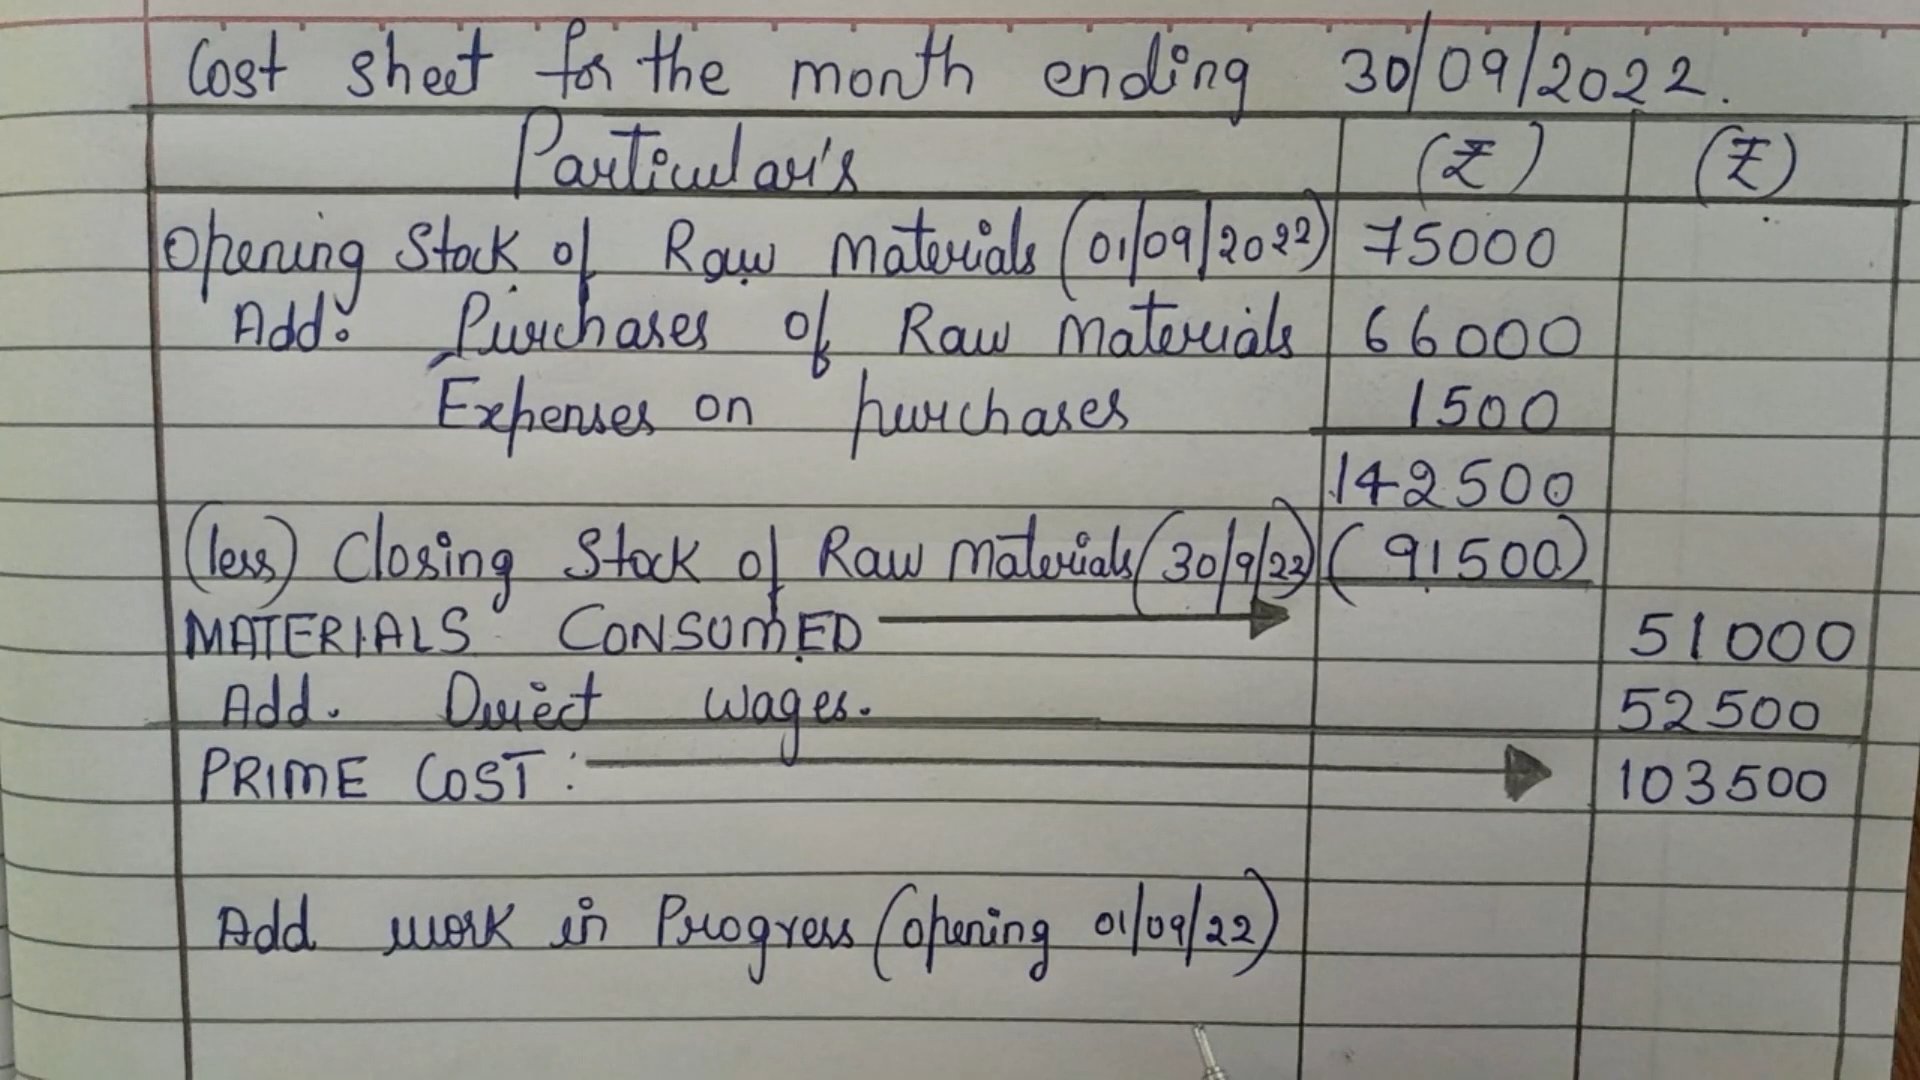 Cost sheet for the month ending 30/09/2022.
Particular's (₹) (₹)
Opening Stock of Raw Materials (01/09/2022) 75000
Add: Purchases of Raw Materials 66000
Expenses on purchases 1500
142500
(less) Closing Stock of Raw Materials (30/9/22) (91500)
MATERIALS CONSUMED 51000
Add. Direct wages. 52500
PRIME COST: 103500
Add work in Progress (opening 01/09/22)